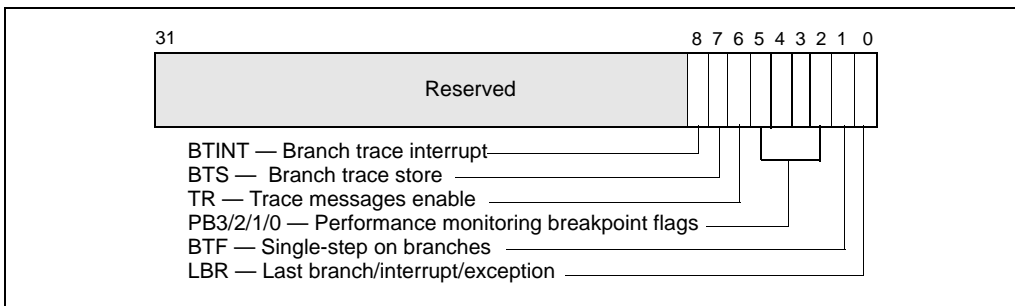 31 8 7 6 5 4 3 2 1 0
Reserved
BTINT — Branch trace interrupt
BTS — Branch trace store
TR — Trace messages enable
PB3/2/1/0 — Performance monitoring breakpoint flags
BTF — Single-step on branches
LBR — Last branch/interrupt/exception